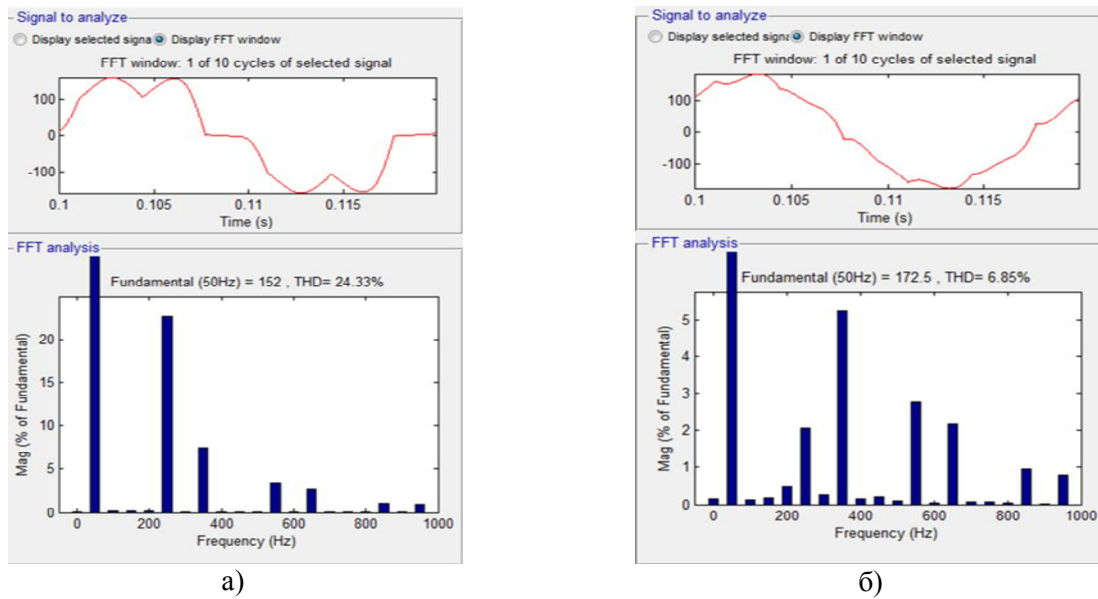 Signal to analyze
Display selected signa Display FFT window
FFT window: 1 of 10 cycles of selected signal
100
0
-100
0.1 0.105 0.11 0.115
Time (s)
FFT analysis
Fundamental (50Hz) = 152 , THD= 24.33%
20
15
10
5
0
Mag (% of Fundamental)
0 200 400 600 800 1000
Frequency (Hz)
а)
Signal to analyze
Display selected signa Display FFT window
FFT window: 1 of 10 cycles of selected signal
100
0
-100
0.1 0.105 0.11 0.115
Time (s)
FFT analysis
Fundamental (50Hz) = 172.5 , THD= 6.85%
5
4
3
2
1
0
Mag (% of Fundamental)
0 200 400 600 800 1000
Frequency (Hz)
б)